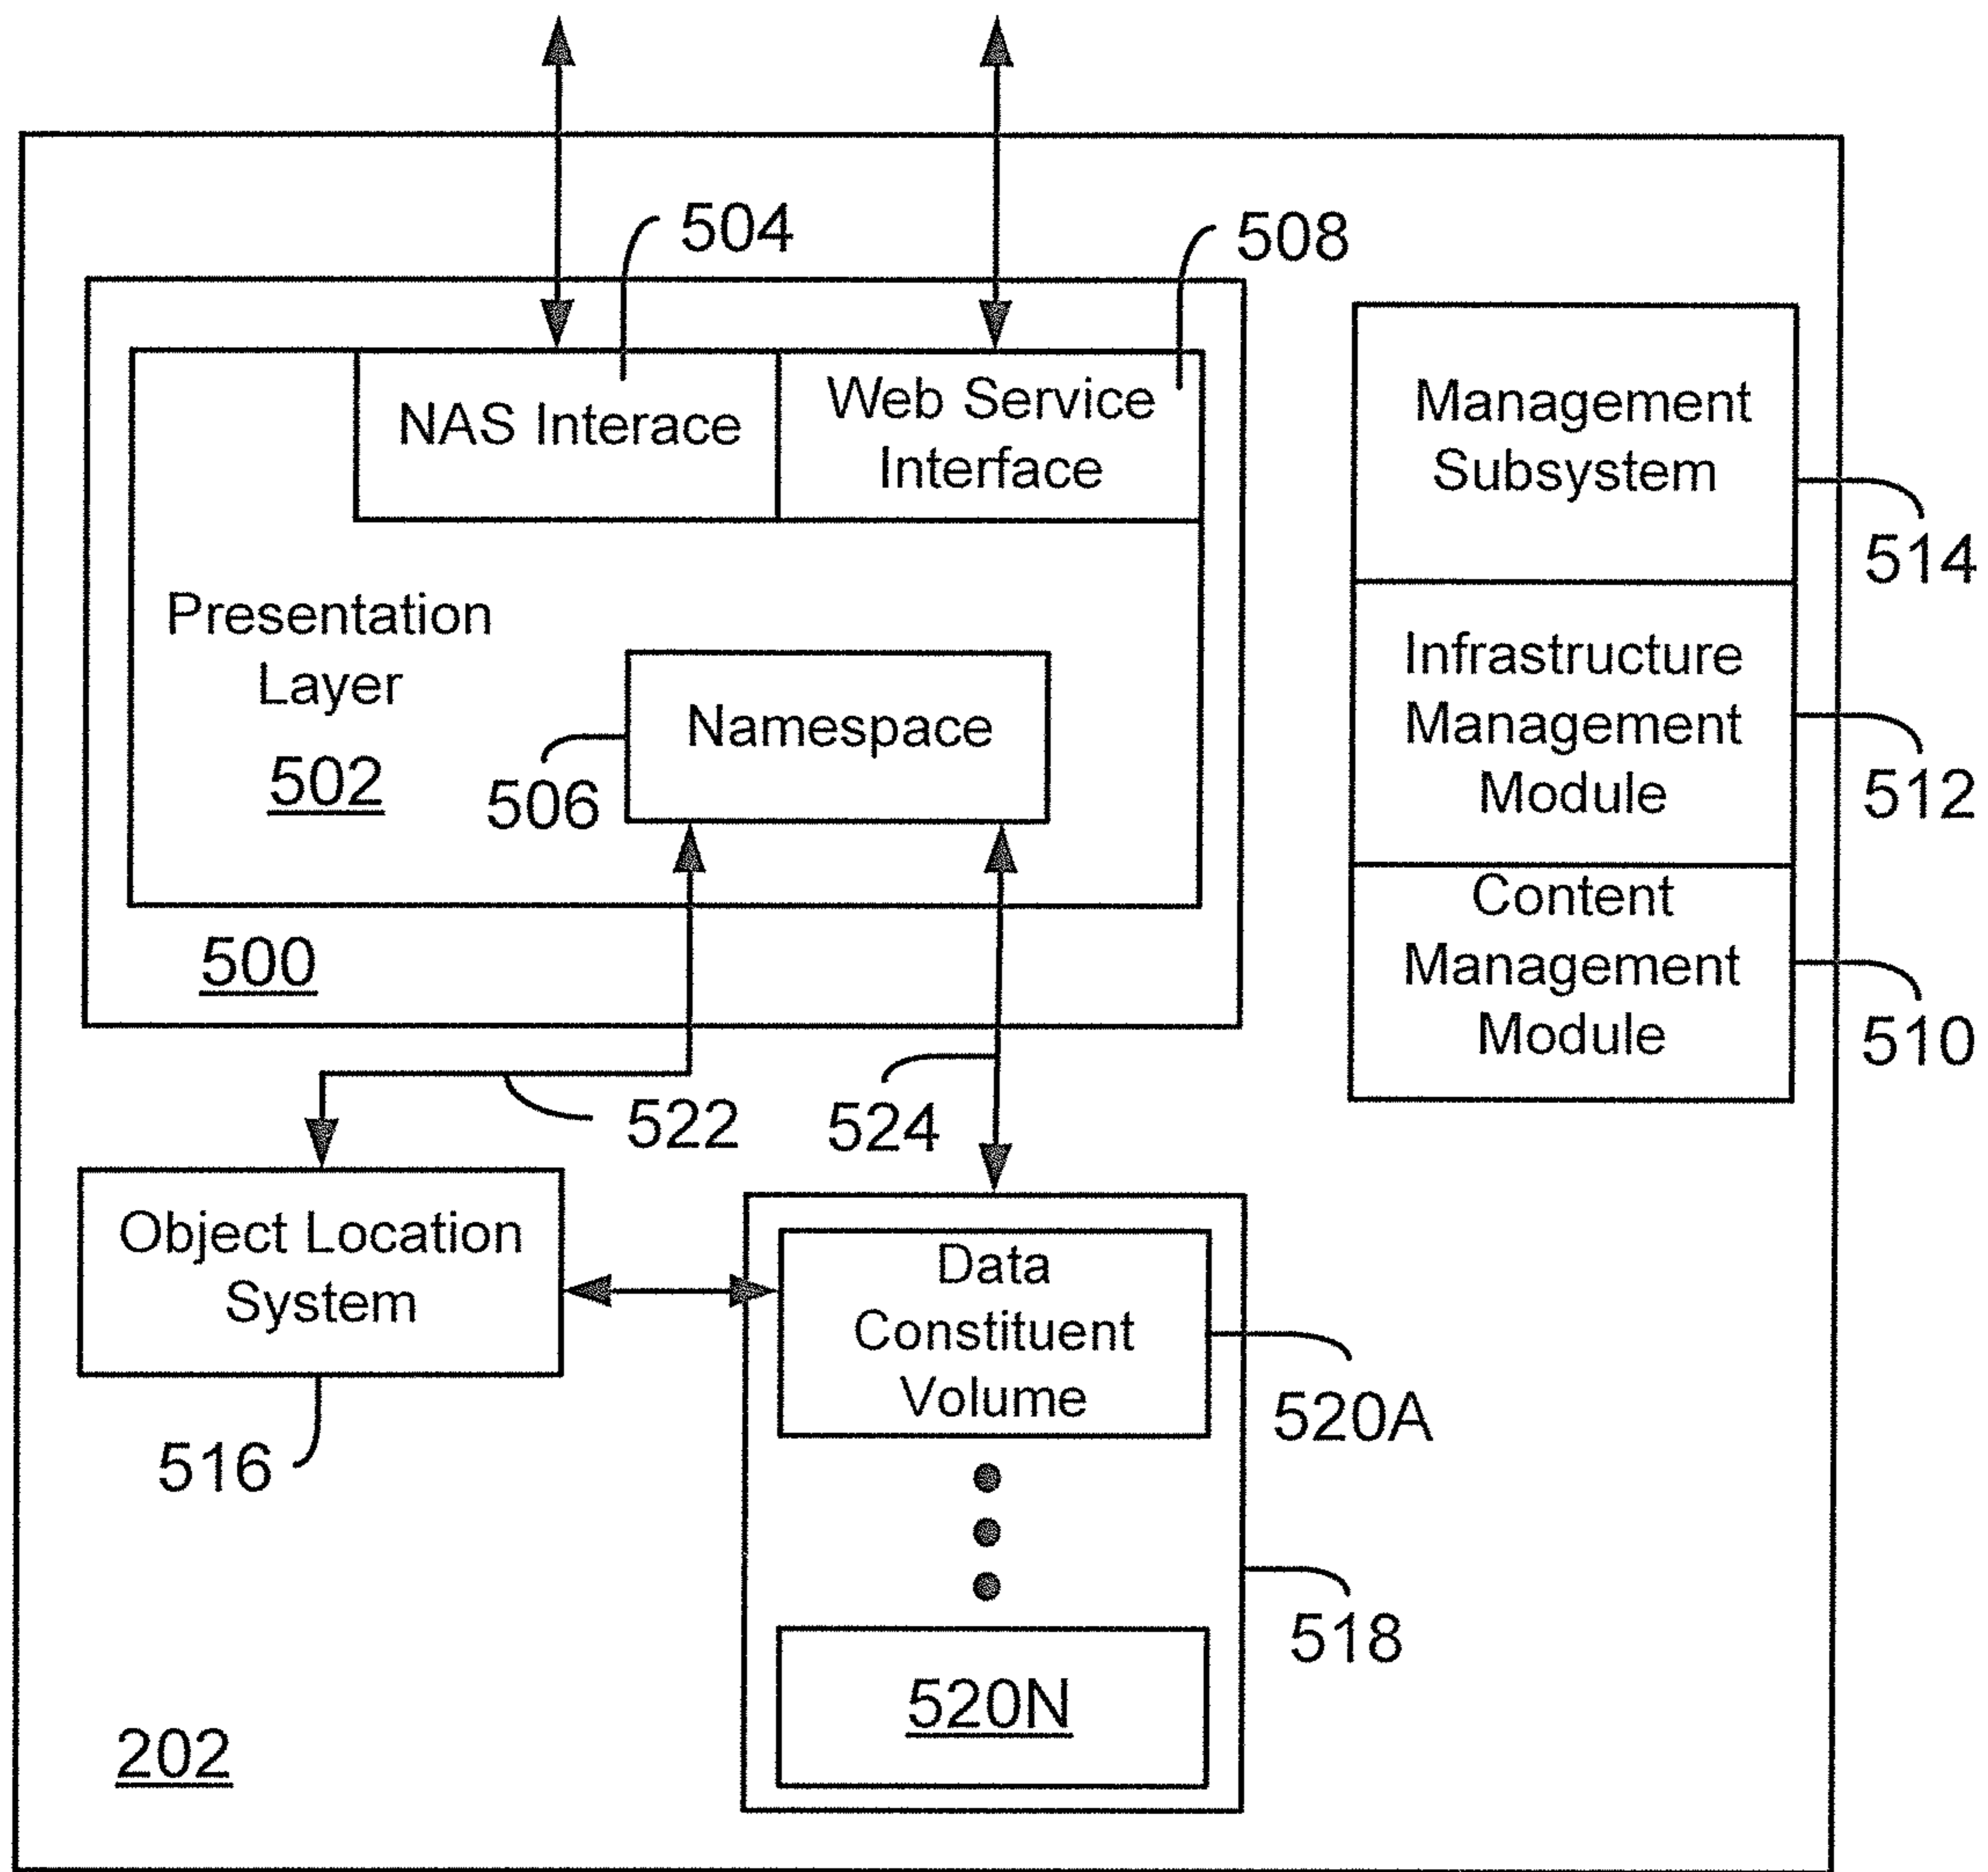 504
508
NAS Interace
Web Service
Interface
Presentation
Layer
502
Namespace
506
500
Management
Subsystem
514
Infrastructure
Management
Module
512
Content
Management
Module
510
522
524
Object Location
System
516
Data
Constituent
Volume
520A
518
520N
202